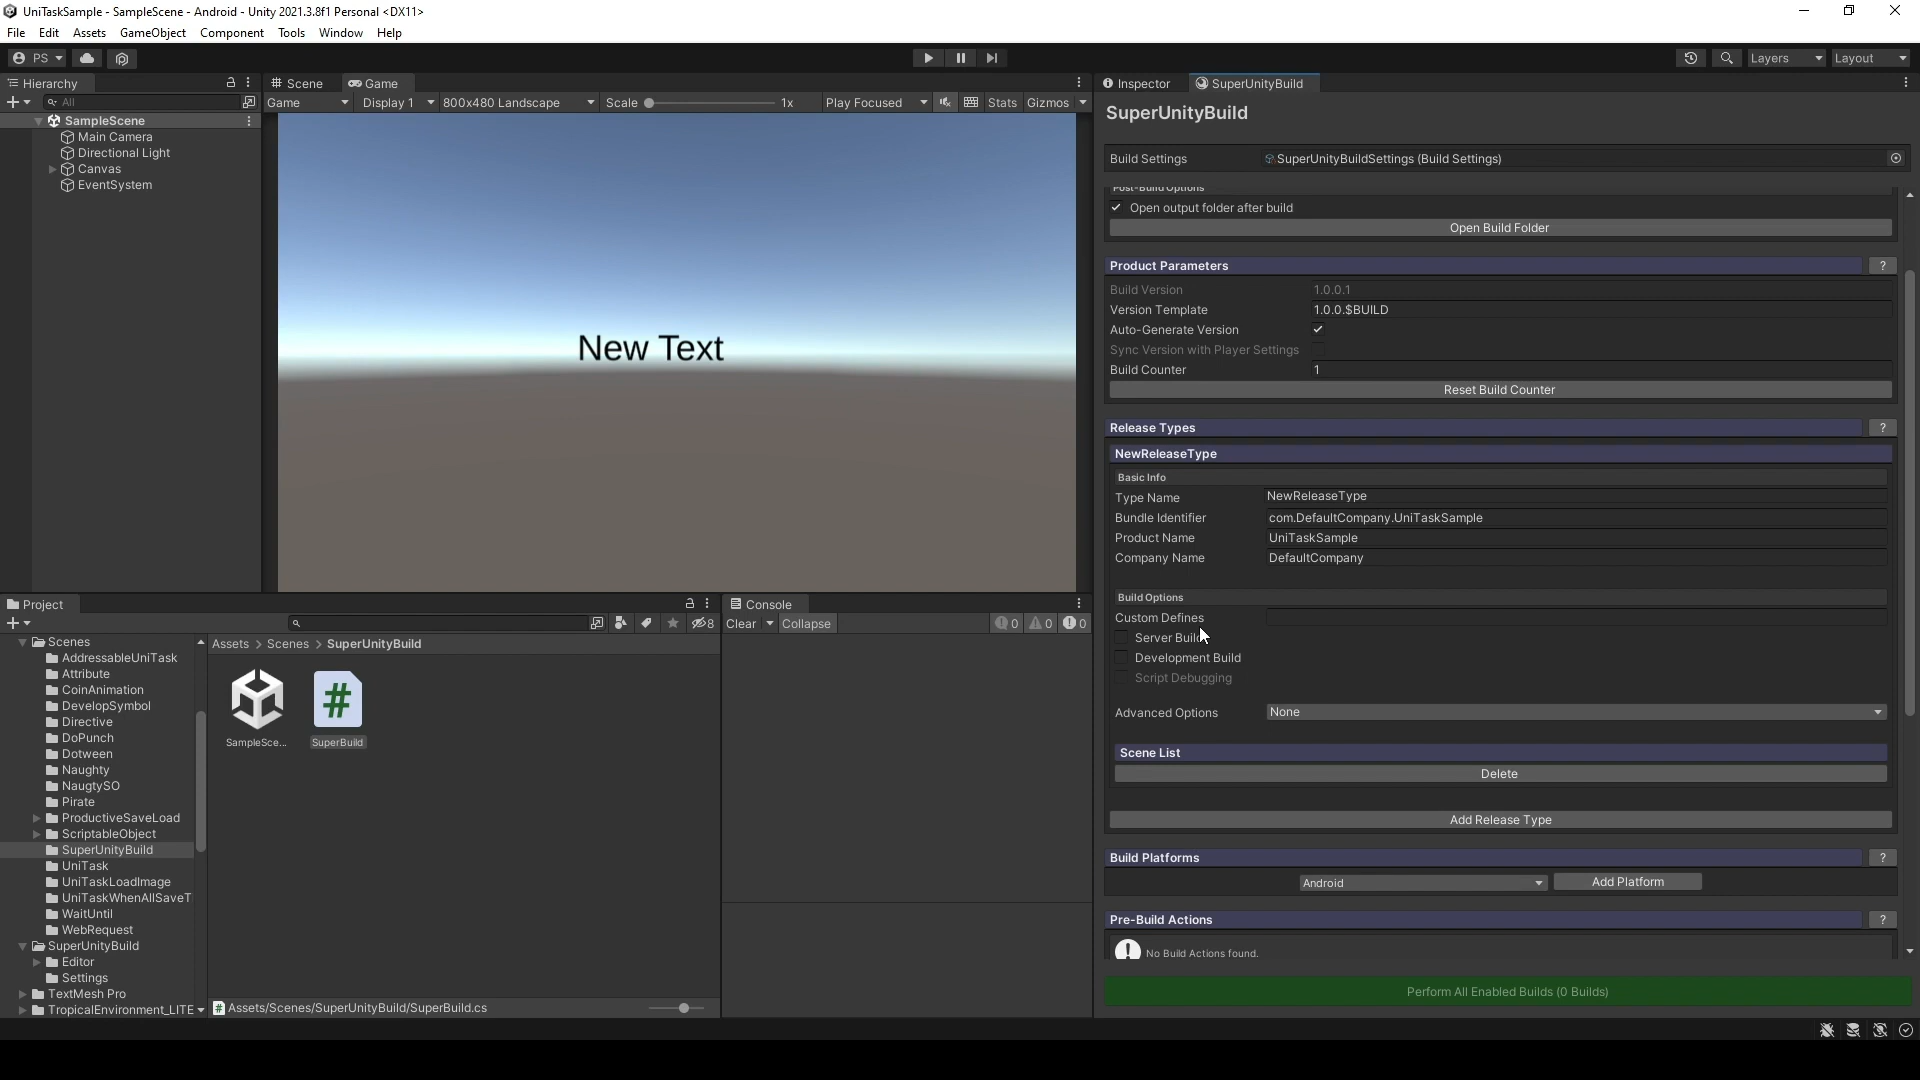 UniTaskSample - SampleScene - Android - Unity 2021.3.8f1 Personal <DX11>
File Edit Assets GameObject Component Tools Window Help
PS Layers Layout
Hierarchy
All
SampleScene
Main Camera
Directional Light
Canvas
EventSystem
Scene Game
Game Display 1 800x480 Landscape Scale 1x Play Focused Stats Gizmos
New Text
Project
8
Scenes
AddressableUniTask
Attribute
CoinAnimation
DevelopSymbol
Directive
DoPunch
Dotween
Naughty
NaugtySO
Pirate
ProductiveSaveLoad
ScriptableObject
SuperUnityBuild
UniTask
UniTaskLoadImage
UniTaskWhenAllSaveT
WaitUntil
WebRequest
SuperUnityBuild
Editor
Settings
TextMesh Pro
TropicalEnvironment_LITE
Assets > Scenes > SuperUnityBuild
SampleSce...
#
SuperBuild
Assets/Scenes/SuperUnityBuild/SuperBuild.cs
Console
Clear Collapse 0 0 0
Inspector SuperUnityBuild
SuperUnityBuild
Build Settings SuperUnityBuildSettings (Build Settings)
Post-Build Options
Open output folder after build
Open Build Folder
Product Parameters ?
Build Version 1.0.0.1
Version Template 1.0.0.$BUILD
Auto-Generate Version
Sync Version with Player Settings
Build Counter 1
Reset Build Counter
Release Types ?
NewReleaseType
Basic Info
Type Name NewReleaseType
Bundle Identifier com.DefaultCompany.UniTaskSample
Product Name UniTaskSample
Company Name DefaultCompany
Build Options
Custom Defines
Server Build
Development Build
Script Debugging
Advanced Options None
Scene List
Delete
Add Release Type
Build Platforms ?
Android Add Platform
Pre-Build Actions ?
No Build Actions found.
Perform All Enabled Builds (0 Builds)